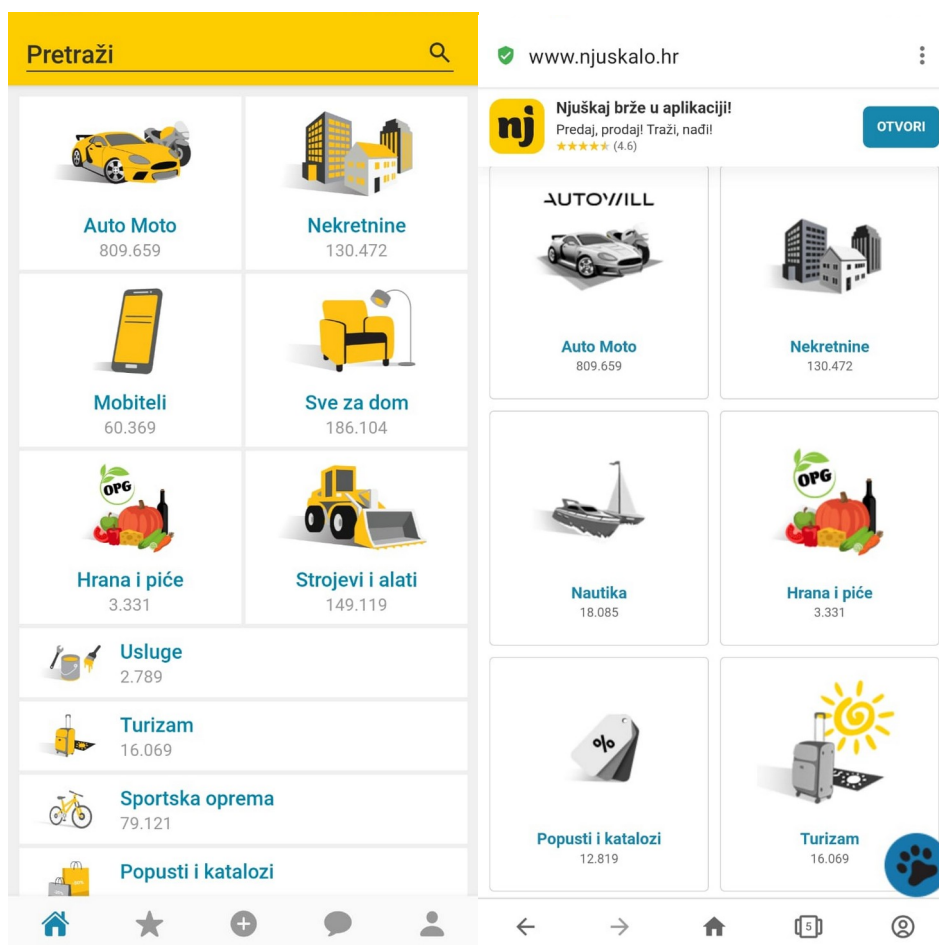 Pretraži
Auto Moto
809.659
Nekretnine
130.472
Mobiteli
60.369
Sve za dom
186.104
OPG
Hrana i piće
3.331
Strojevi i alati
149.119
Usluge
2.789
Turizam
16.069
Sportska oprema
79.121
Popusti i katalozi
www.njuskalo.hr
nj
Njuškaj brže u aplikaciji!
Predaj, prodaj! Traži, nađi!
(4.6)
OTVORI
AUTOWILL
Auto Moto
809.659
Nekretnine
130.472
Nautika
18.085
OPG
Hrana i piće
3.331
%
Popusti i katalozi
12.819
Turizam
16.069
5